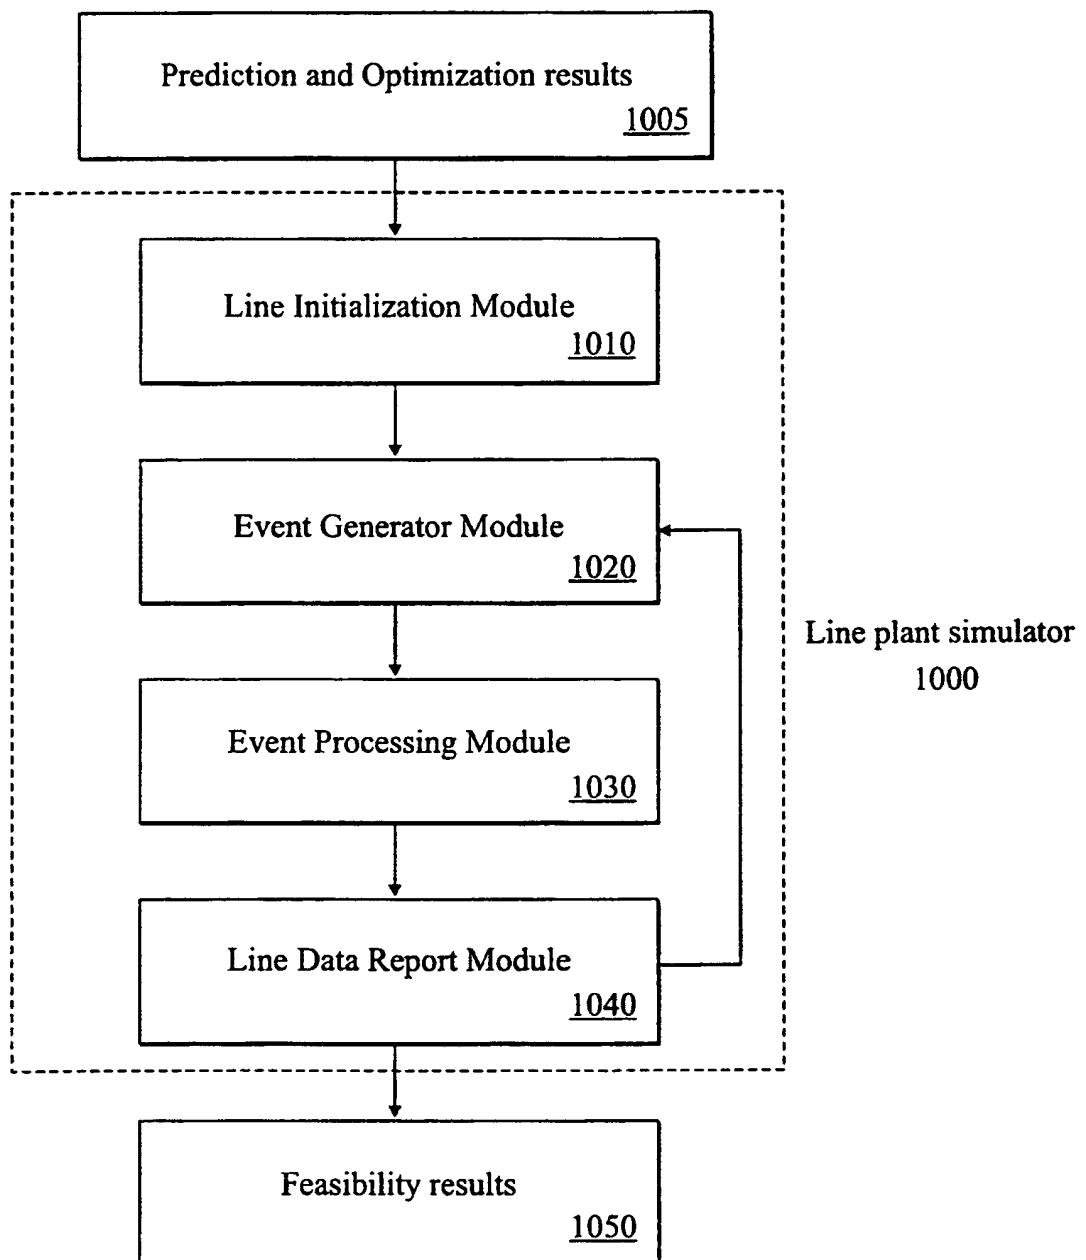 Prediction and Optimization results
1005
Line Initialization Module
1010
Event Generator Module
1020
Line plant simulator
1000
Event Processing Module
1030
Line Data Report Module
1040
Feasibility results
1050